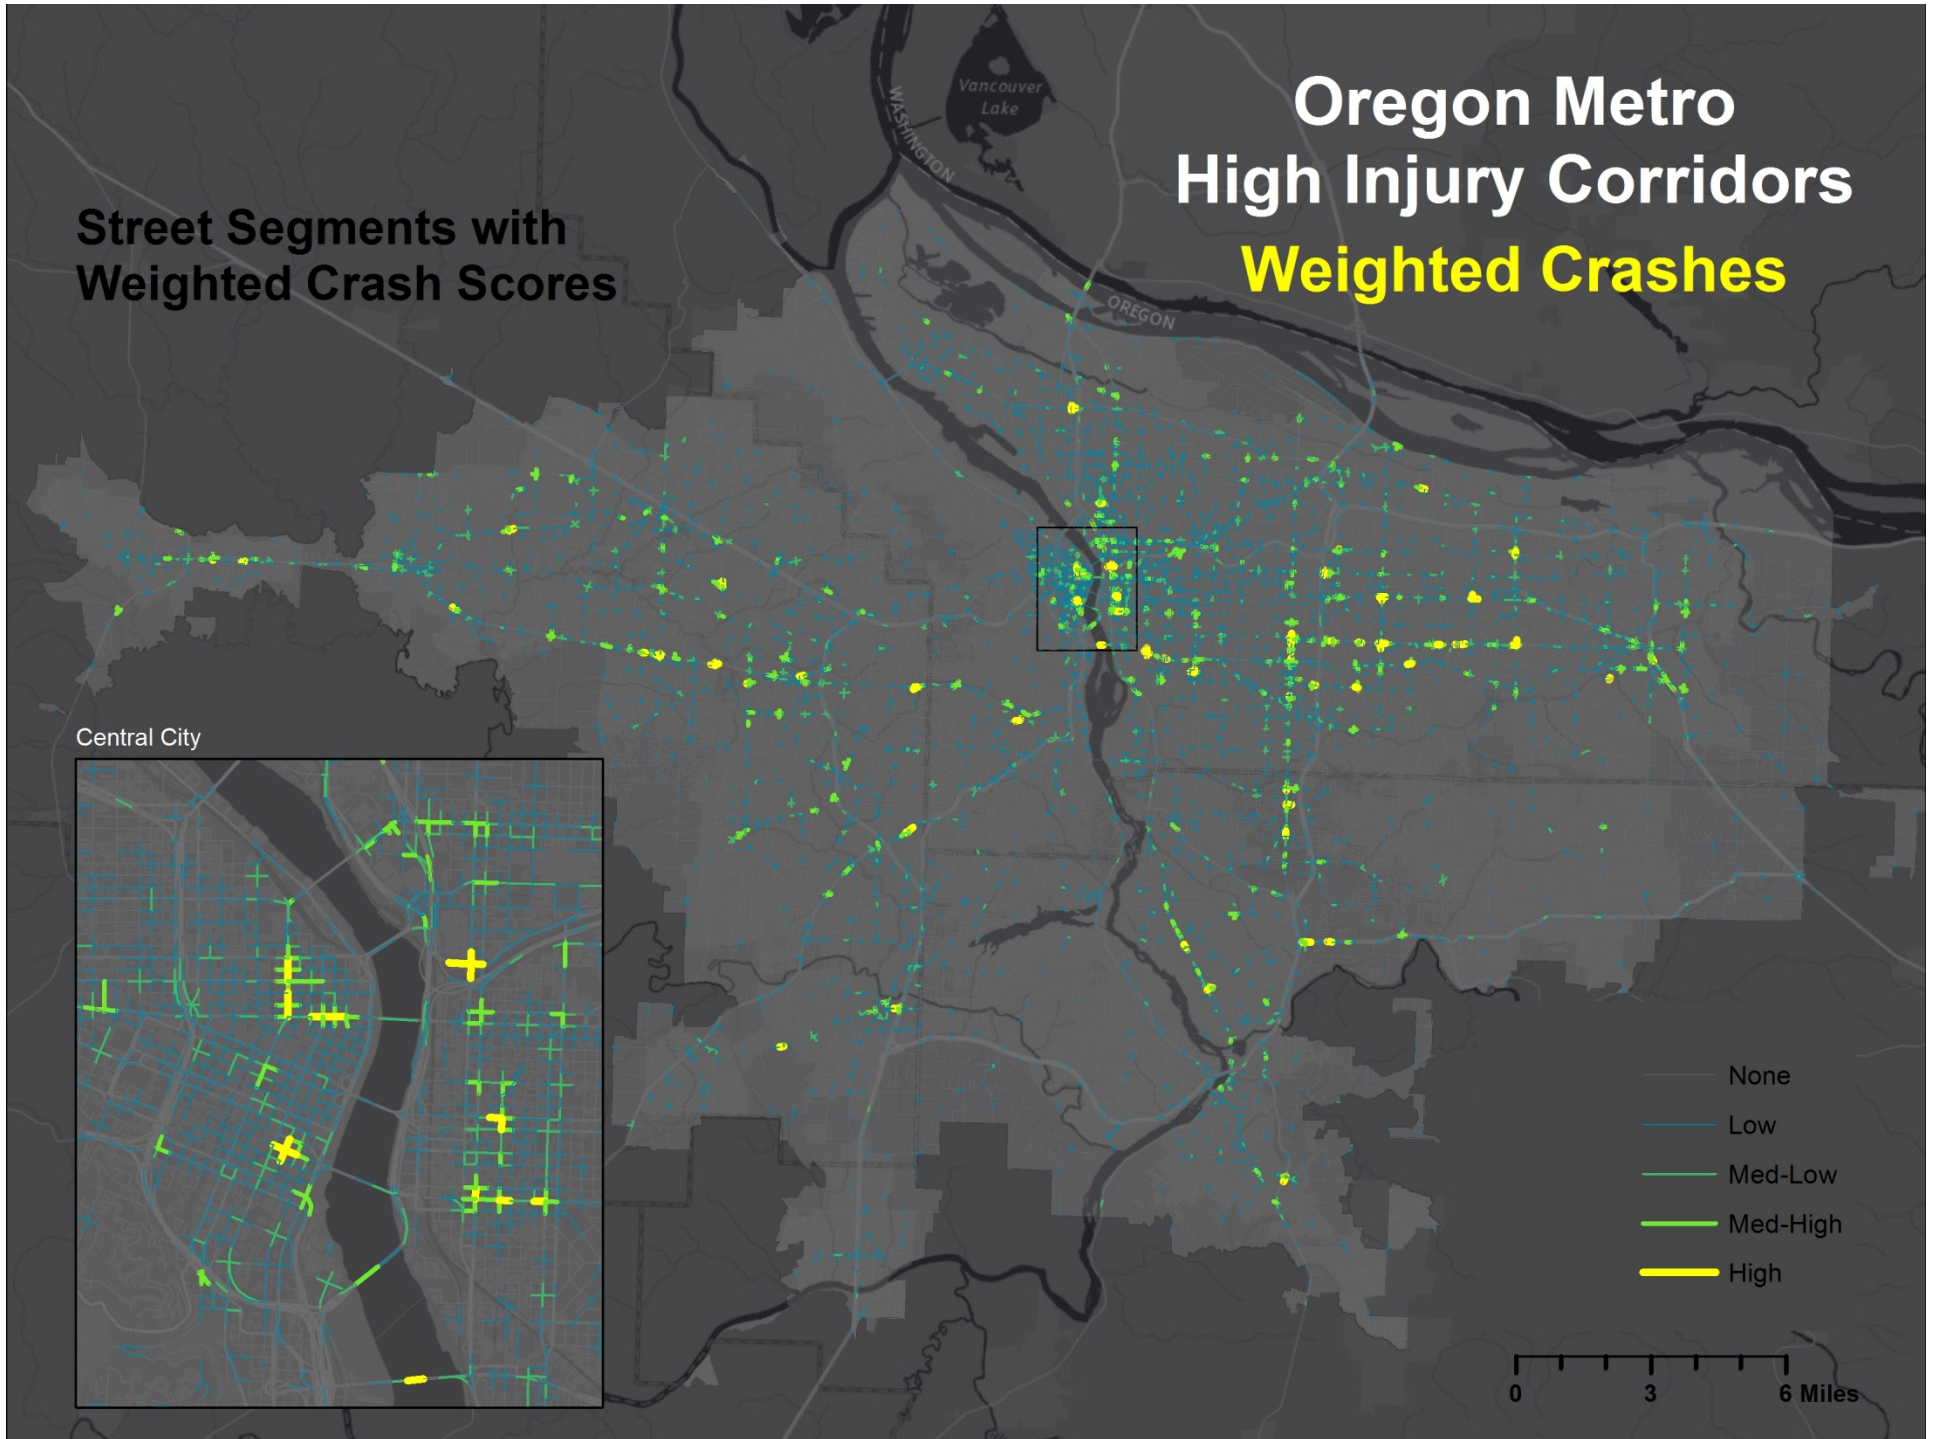 Vancouver
Lake
WASHINGTON
Oregon Metro
High Injury Corridors
Weighted Crashes
Street Segments with
Weighted Crash Scores
OREGON
Central City
None
Low
Med-Low
Med-High
High
0 3 6 Miles